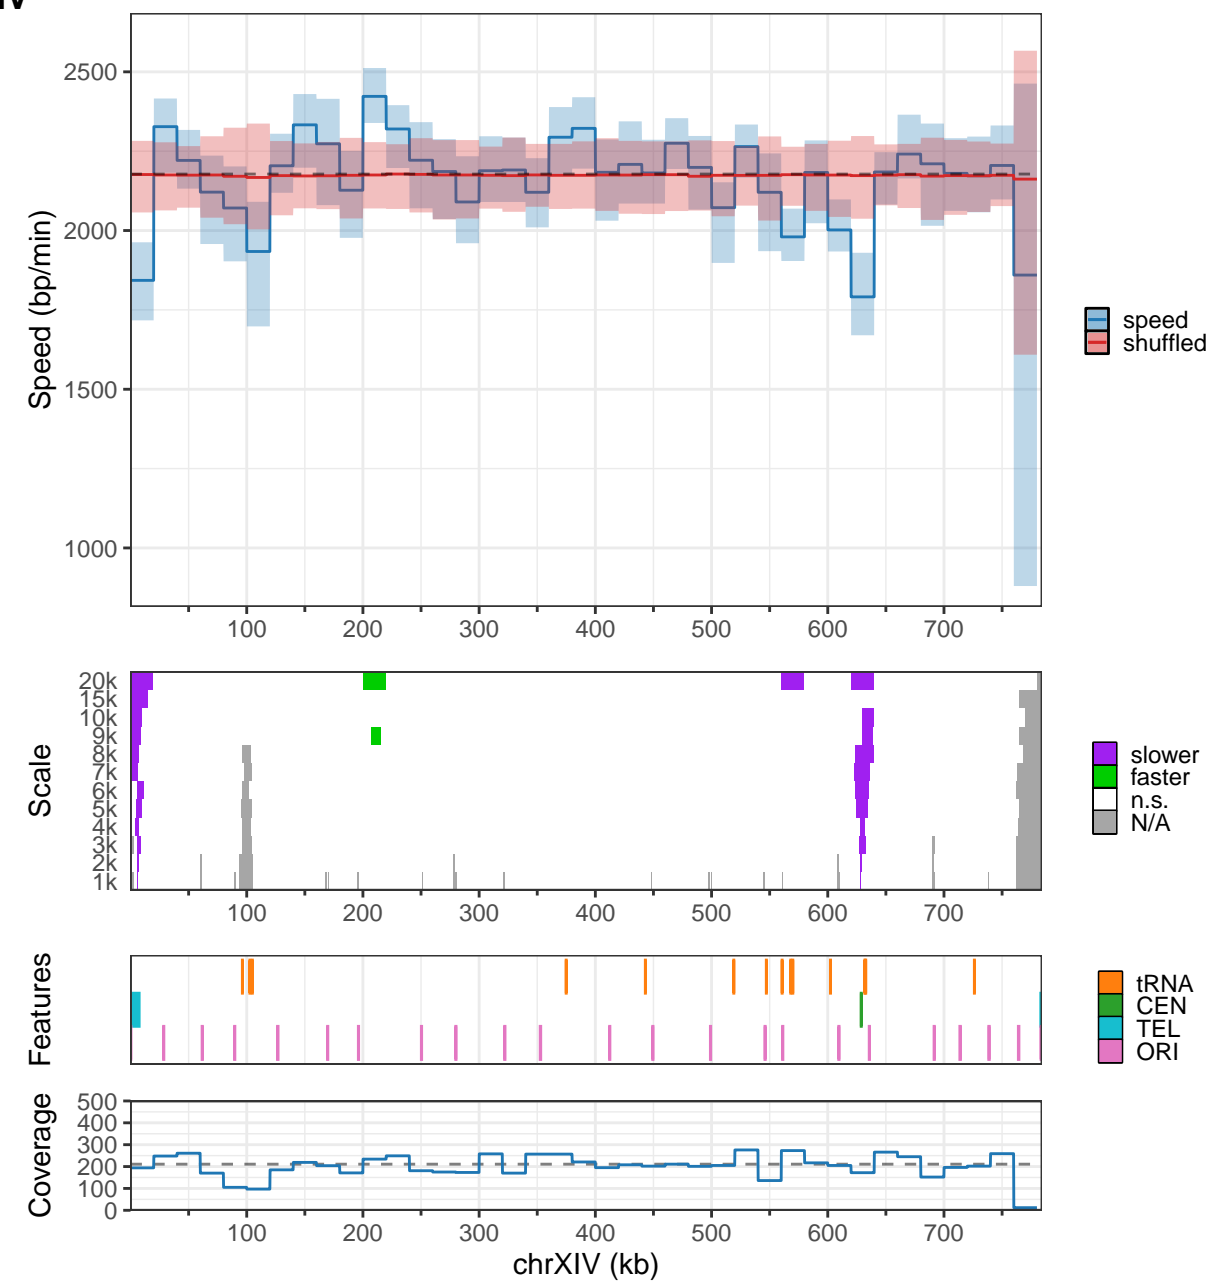 2500
2000
1500
1000
Speed (bp/min)
100 200 300 400 500 600 700
speed
shuffled
20k
15k
10k
9k
8k
7k
6k
5k
4k
3k
2k
1k
Scale
100 200 300 400 500 600 700
slower
faster
n.s.
N/A
Features
tRNA
CEN
TEL
ORI
500
400
300
200
100
0
Coverage
100 200 300 400 500 600 700
chrXIV (kb)